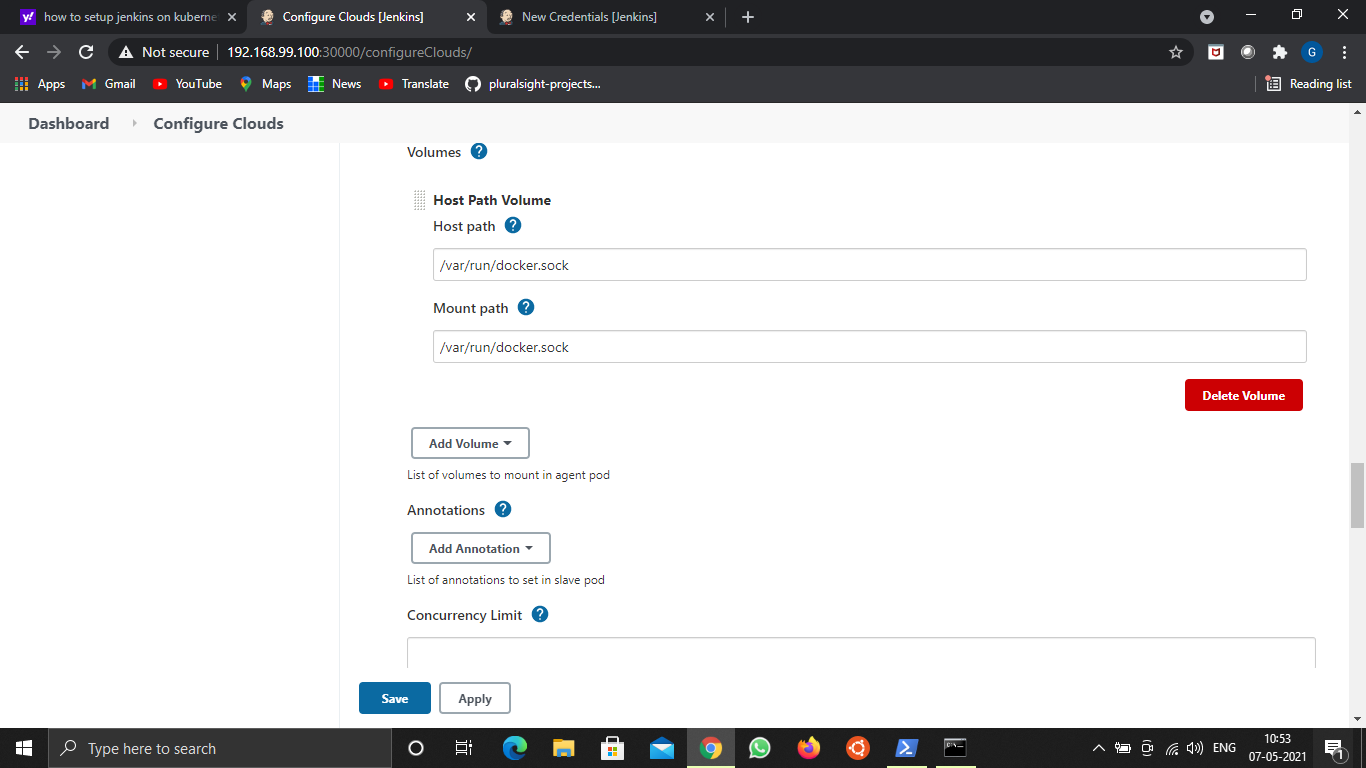 how to setup jenkins on kuberne
Configure Clouds [Jenkins]
New Credentials [Jenkins]
Not secure
192.168.99.100:30000/configureClouds/
G
Apps
Gmail
YouTube
Maps
News
Translate
pluralsight-projects...
Reading list
Dashboard
Configure Clouds
Volumes ?
Host Path Volume
Host path ?
/var/run/docker.sock
Mount path ?
/var/run/docker.sock
Delete Volume
Add Volume
List of volumes to mount in agent pod
Annotations ?
Add Annotation
List of annotations to set in slave pod
Concurrency Limit ?
Save
Apply
Type here to search
ENG
10:53
07-05-2021
1